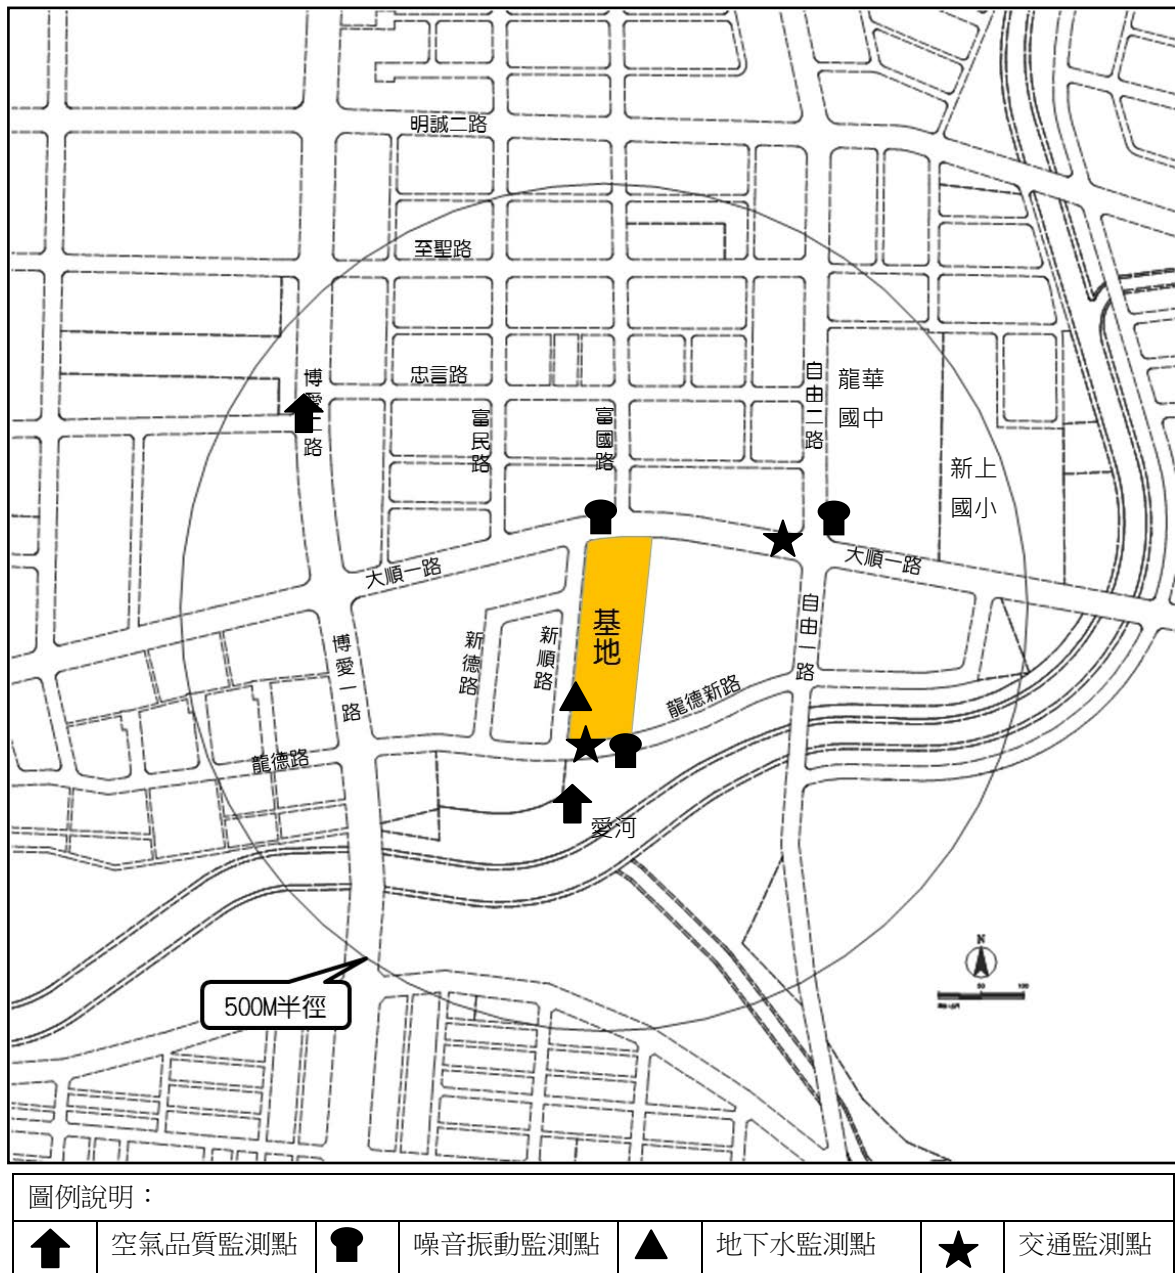 明誠二路
至聖路
忠言路
博愛二路
富民路
富國路
自由二路
龍華
國中
新上
國小
大順一路
大順一路
基地
新德路
新順路
自由一路
博愛一路
龍德新路
龍德路
愛河
500M半徑
N
50
100
圖例說明：
空氣品質監測點
噪音振動監測點
地下水監測點
交通監測點